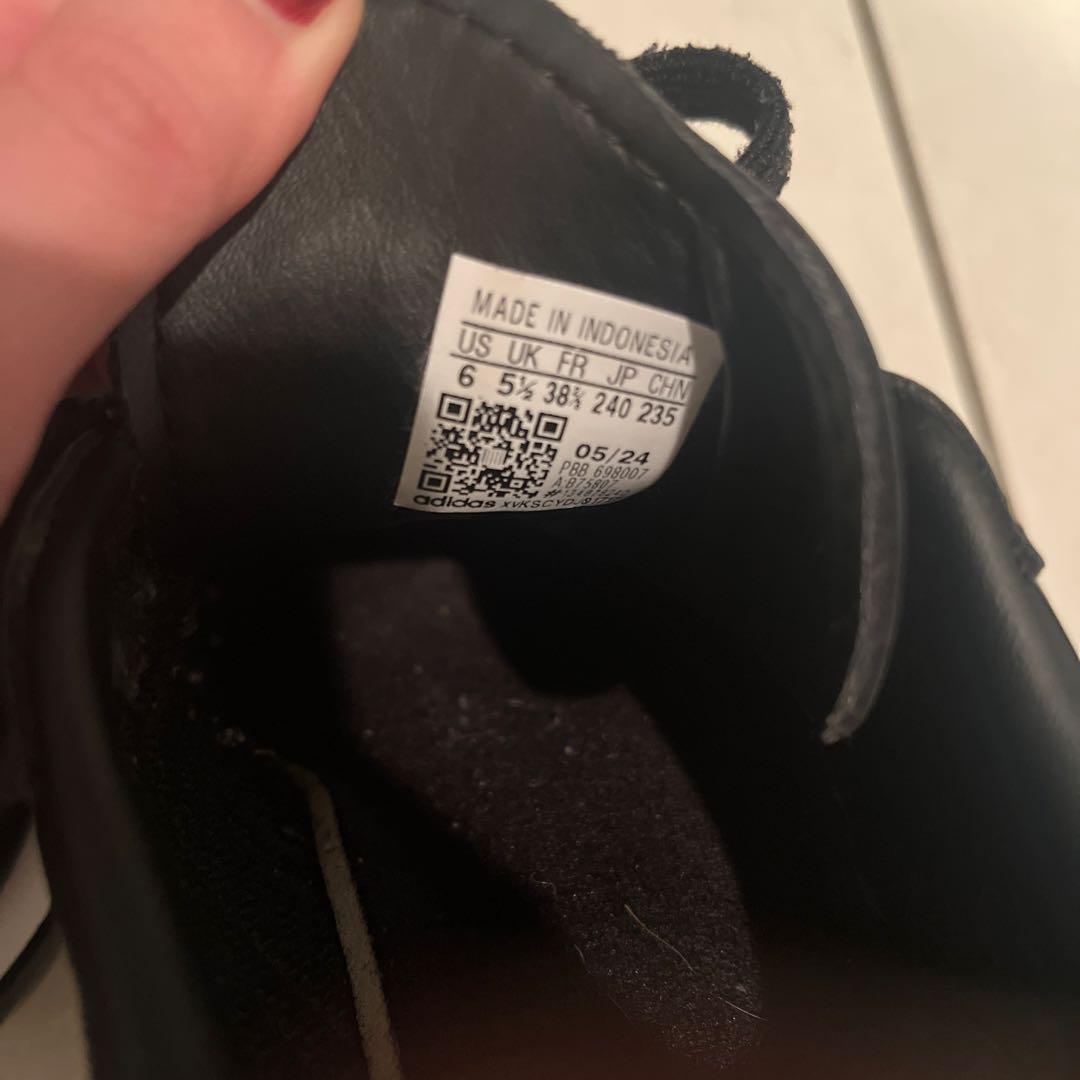 MADE IN INDONESIA
US UK FR JP CHN
6 5½ 38⅔ 240 235
05/24
PBB 698007
adidas